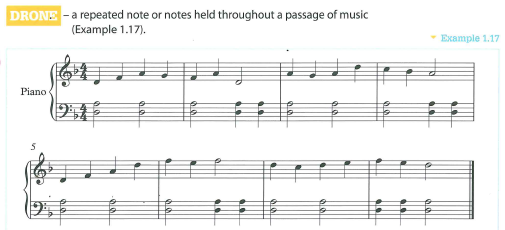 DRONE – a repeated note or notes held throughout a passage of music
(Example 1.17).
Example 1.17
Piano
5